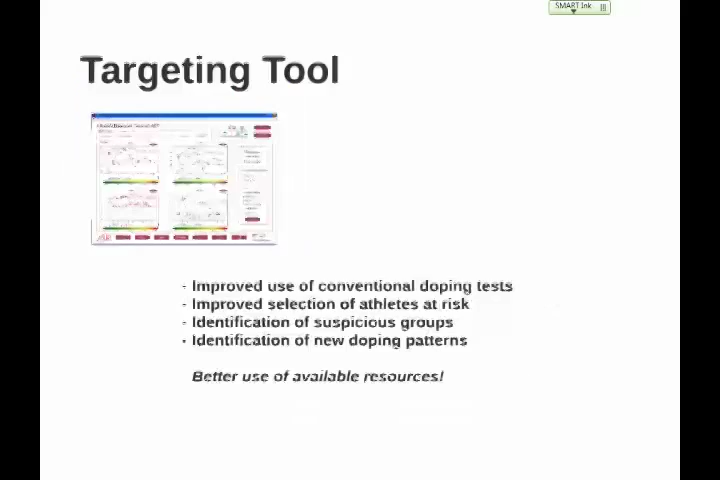 SMART Ink
Targeting Tool
- Improved use of conventional doping tests
- Improved selection of athletes at risk
- Identification of suspicious groups
- Identification of new doping patterns
Better use of available resources!